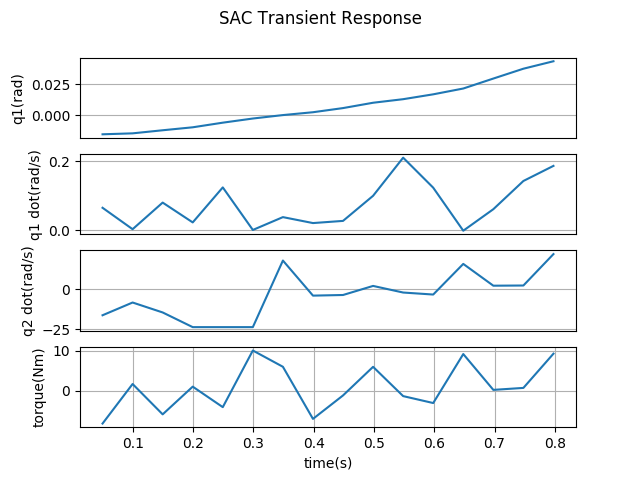 SAC Transient Response
q1(rad)
0.025
0.000
q1 dot(rad/s)
0.2
0.0
q2 dot(rad/s)
0
−25
torque(Nm)
10
0
0.1 0.2 0.3 0.4 0.5 0.6 0.7 0.8
time(s)